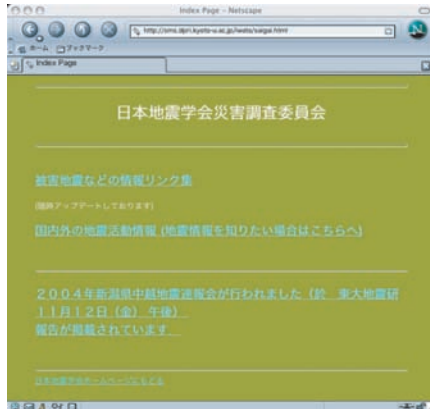 Index Page - Netscape
http://sms.dpri.kyoto-u.ac.jp/iwata/saigai.html
ホーム ブックマーク
Index Page
日本地震学会災害調査委員会
被害地震などの情報リンク集
(随時アップデートしております)
国内外の地震活動情報 (地震情報を知りたい場合はこちらへ)
2004年新潟県中越地震速報会が行われました(於 東大地震研
11月12日(金) 午後)
報告が掲載されています
日本地震学会ホームページにもどる